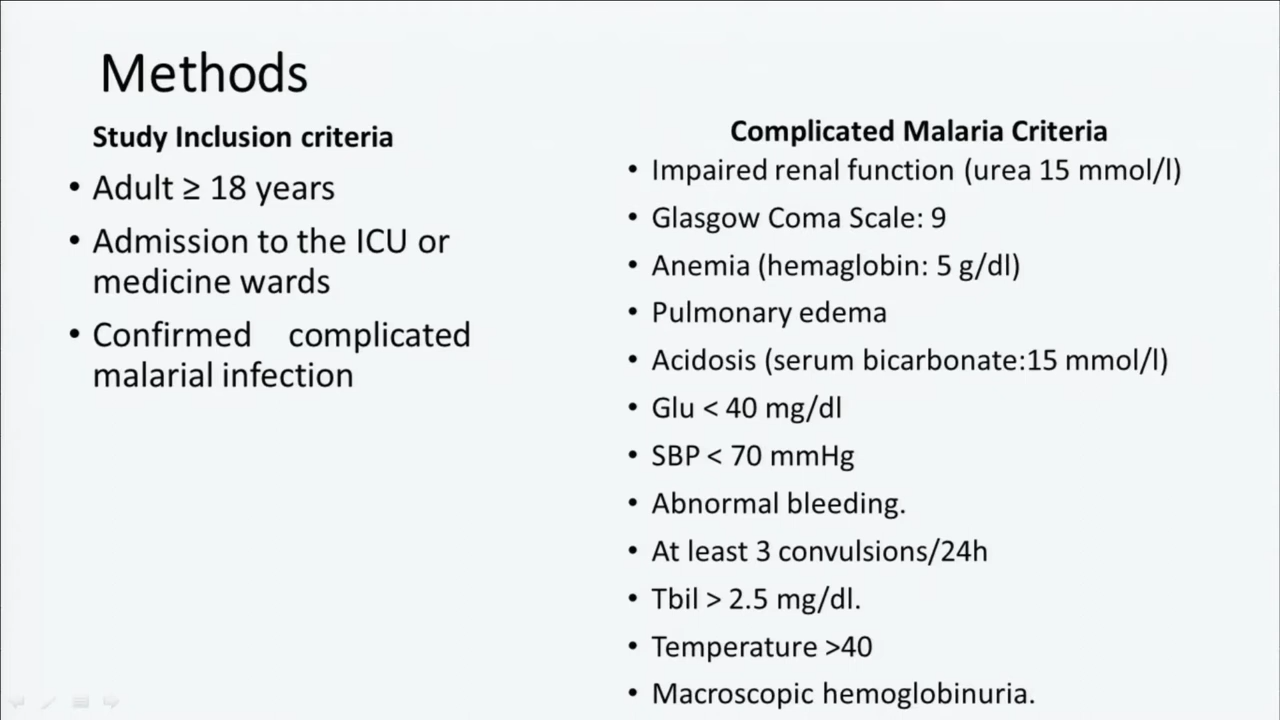 Methods
Study Inclusion criteria
• Adult ≥ 18 years
• Admission to the ICU or
medicine wards
• Confirmed complicated
malarial infection
Complicated Malaria Criteria
• Impaired renal function (urea 15 mmol/l)
• Glasgow Coma Scale: 9
• Anemia (hemaglobin: 5 g/dl)
• Pulmonary edema
• Acidosis (serum bicarbonate:15 mmol/l)
• Glu < 40 mg/dl
• SBP < 70 mmHg
• Abnormal bleeding.
• At least 3 convulsions/24h
• Tbil > 2.5 mg/dl.
• Temperature >40
• Macroscopic hemoglobinuria.